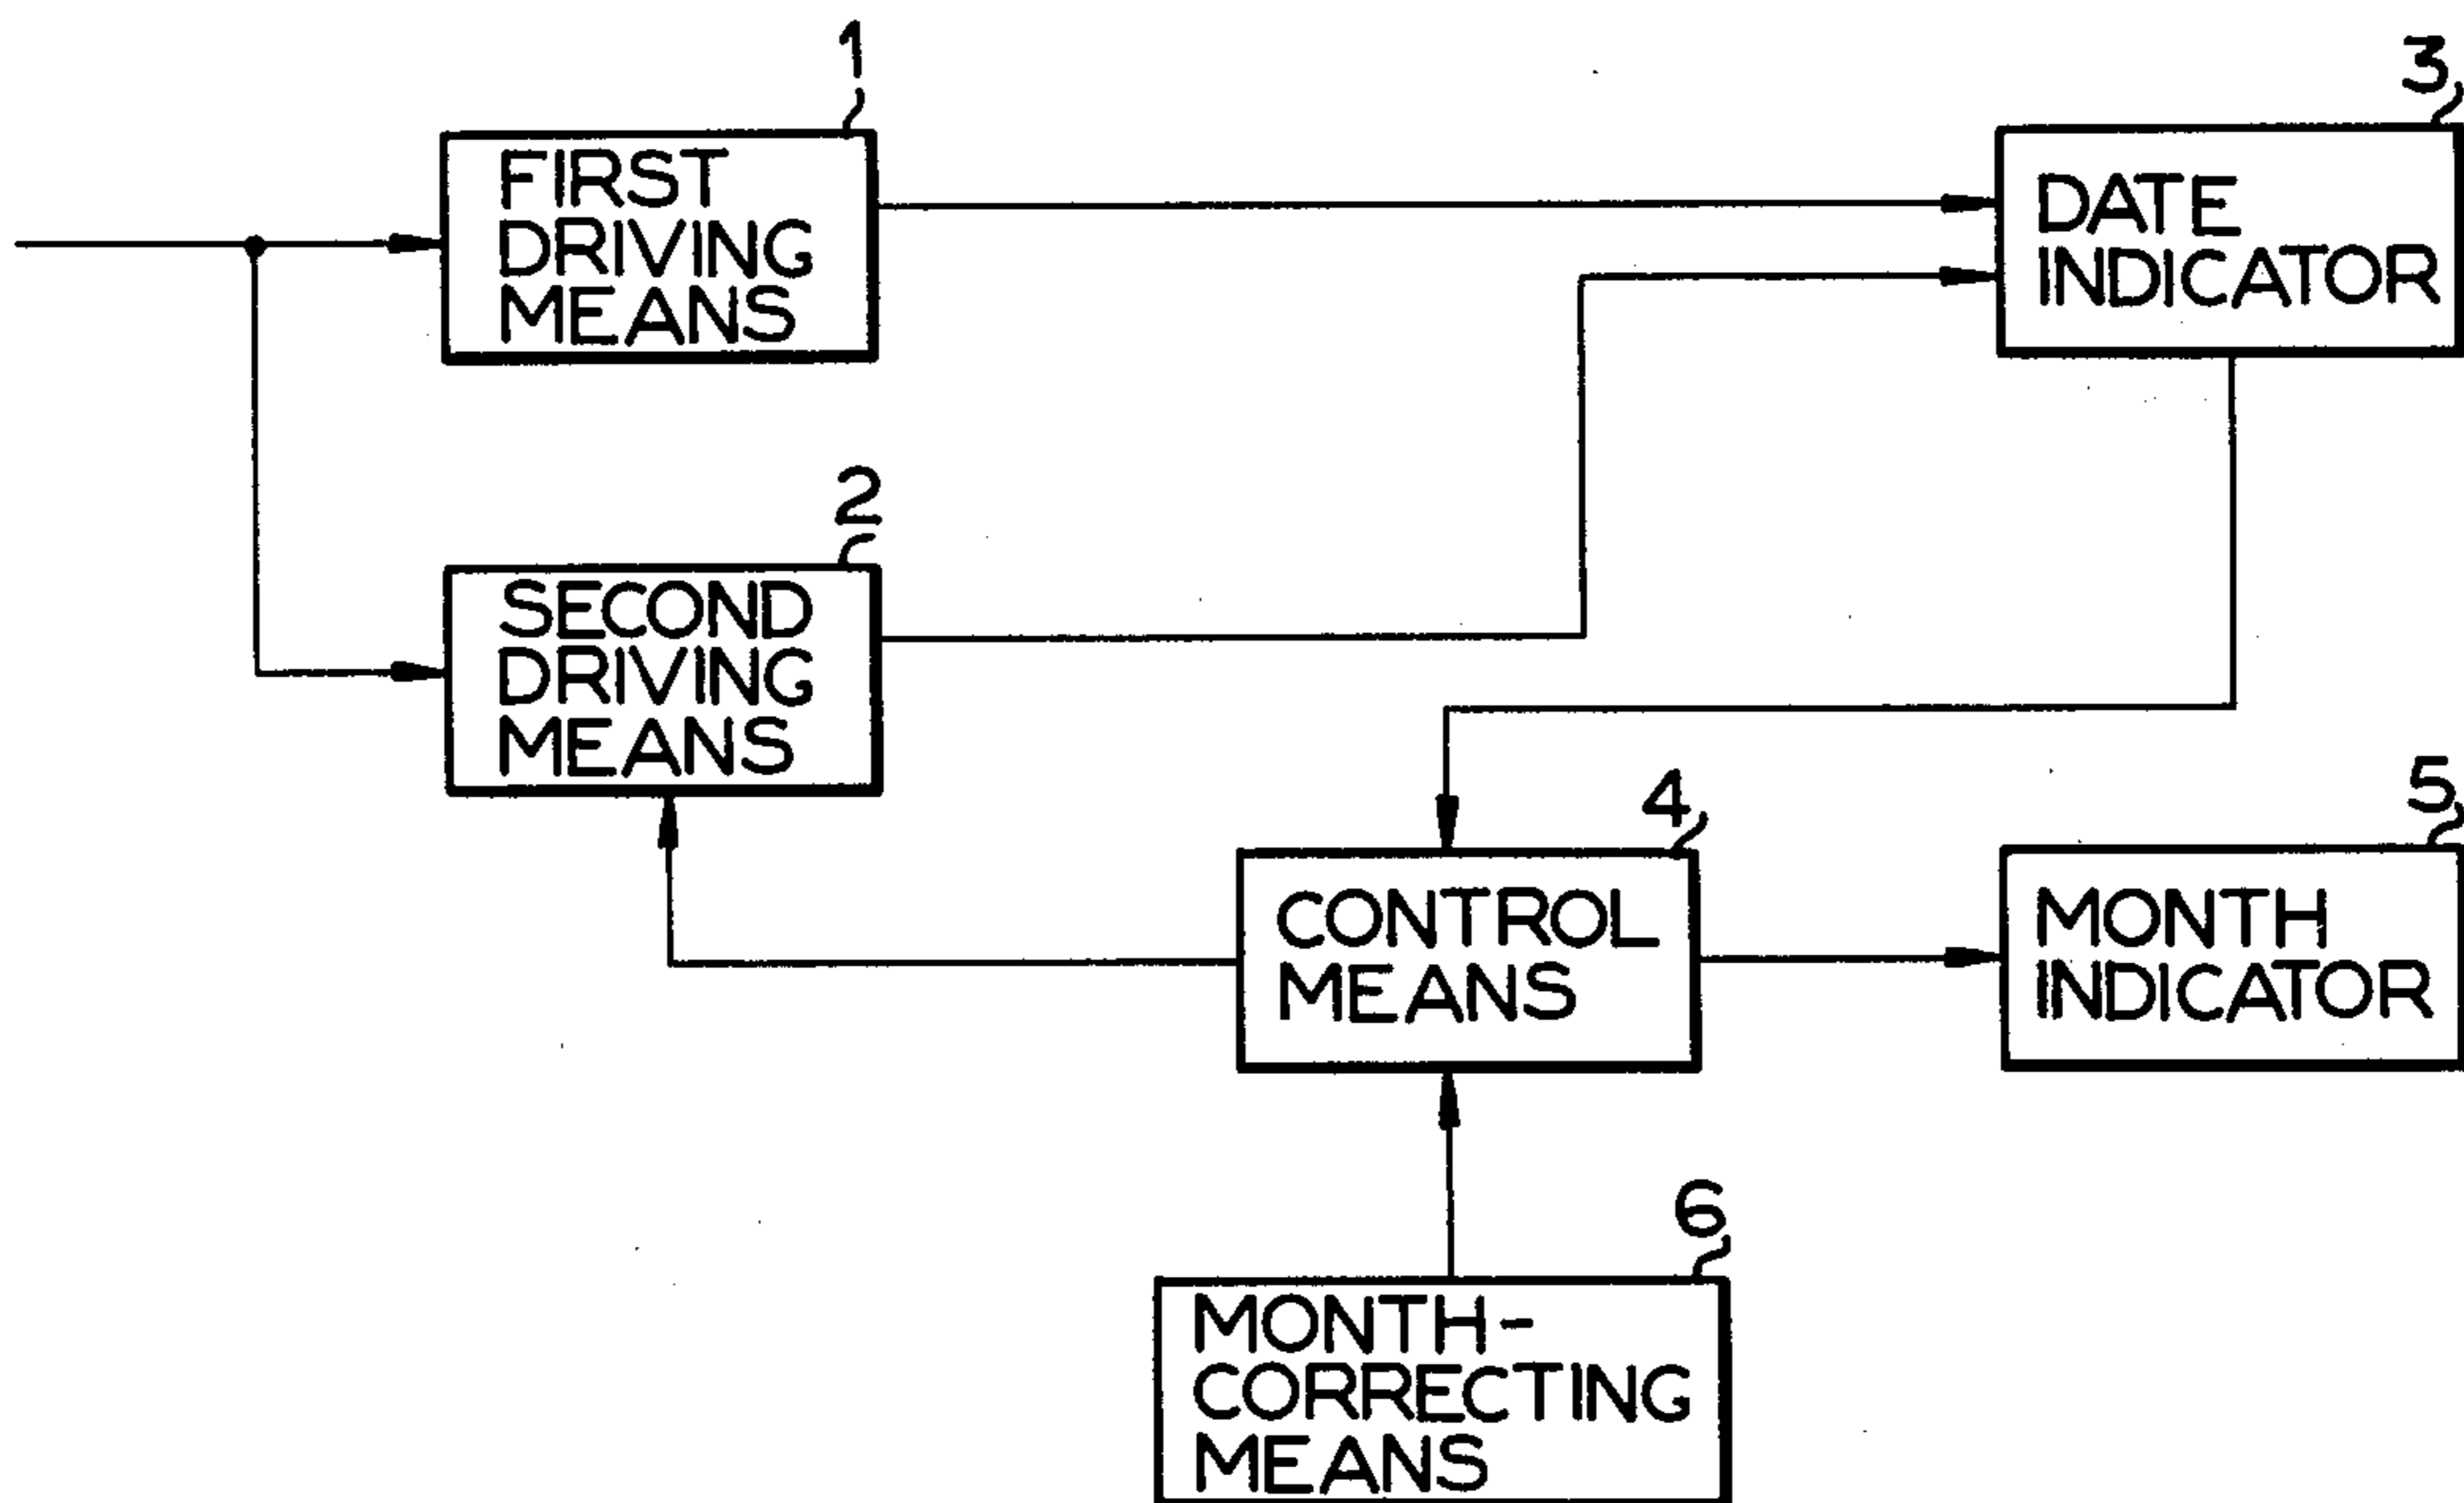 1
FIRST
DRIVING
MEANS
3
DATE
INDICATOR
2
SECOND
DRIVING
MEANS
4
CONTROL
MEANS
5
MONTH
INDICATOR
6
MONTH-
CORRECTING
MEANS